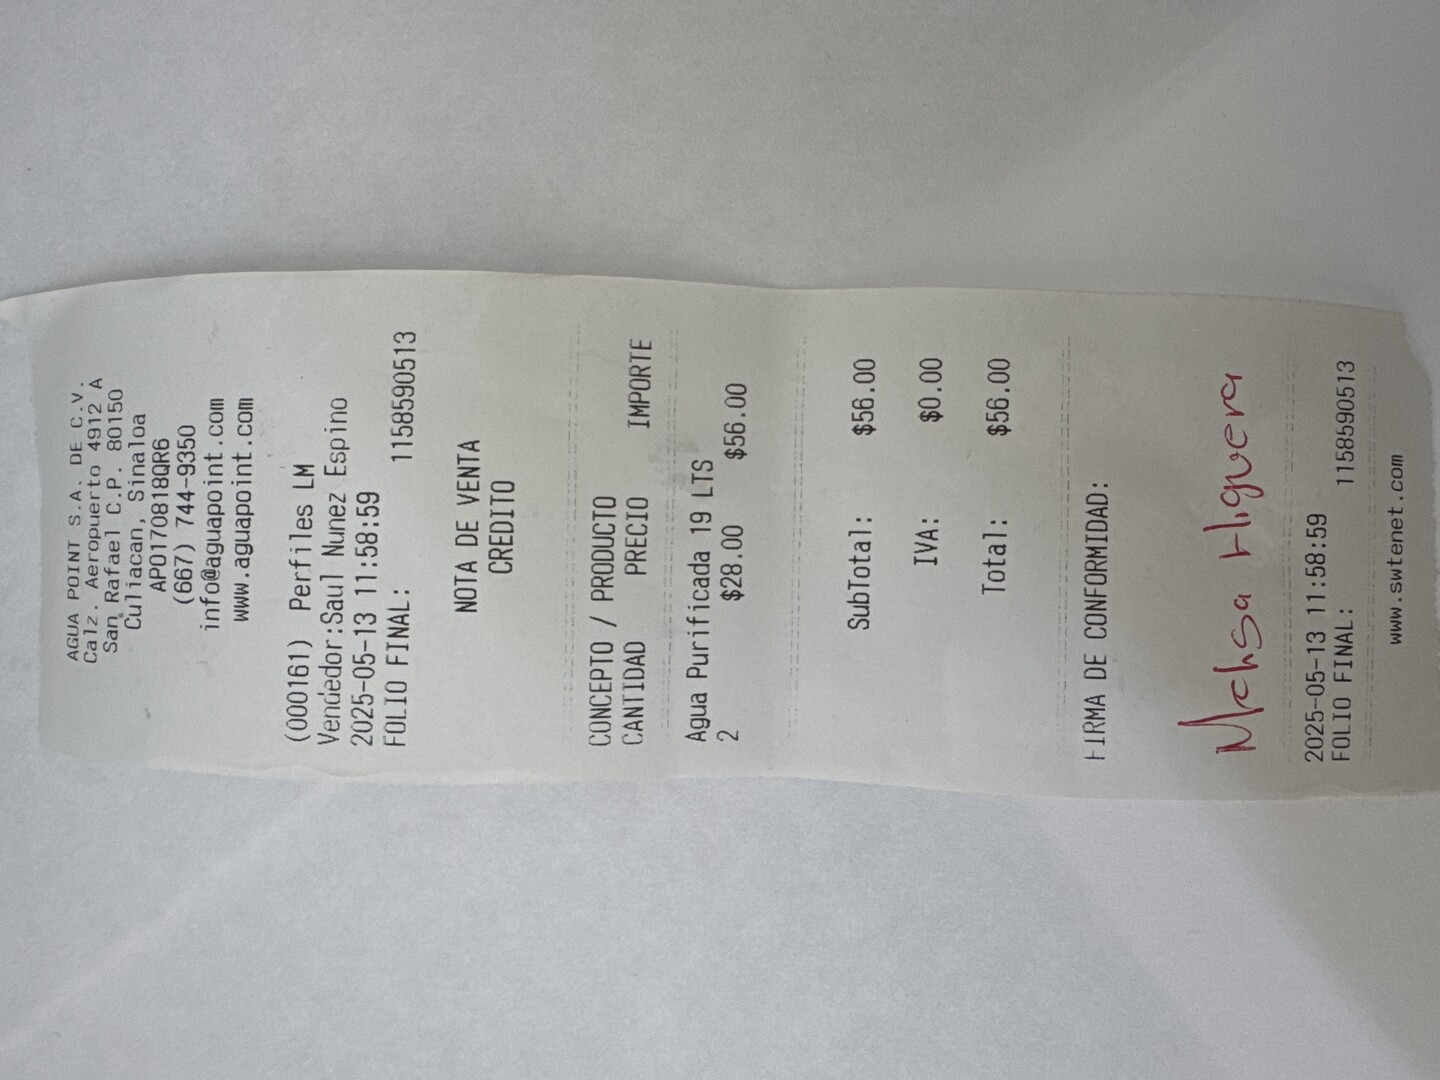 AGUA POINT S.A. DE C.V.
Calz. Aeropuerto 4912 A
San Rafael C.P. 80150
Culiacan, Sinaloa
APO170818QR6
(667) 744-9350
info@aguapoint.com
www.aguapoint.com
(000161) Perfiles LM
Vendedor:Saul Nunez Espino
2025-05-13 11:58:59
FOLIO FINAL: 1158590513
NOTA DE VENTA
CREDITO
CONCEPTO / PRODUCTO
CANTIDAD PRECIO IMPORTE
Agua Purificada 19 LTS
2 $28.00 $56.00
SubTotal: $56.00
IVA: $0.00
Total: $56.00
FIRMA DE CONFORMIDAD:
Higuera
2025-05-13 11:58:59
FOLIO FINAL: 1158590513
www.swtenet.com